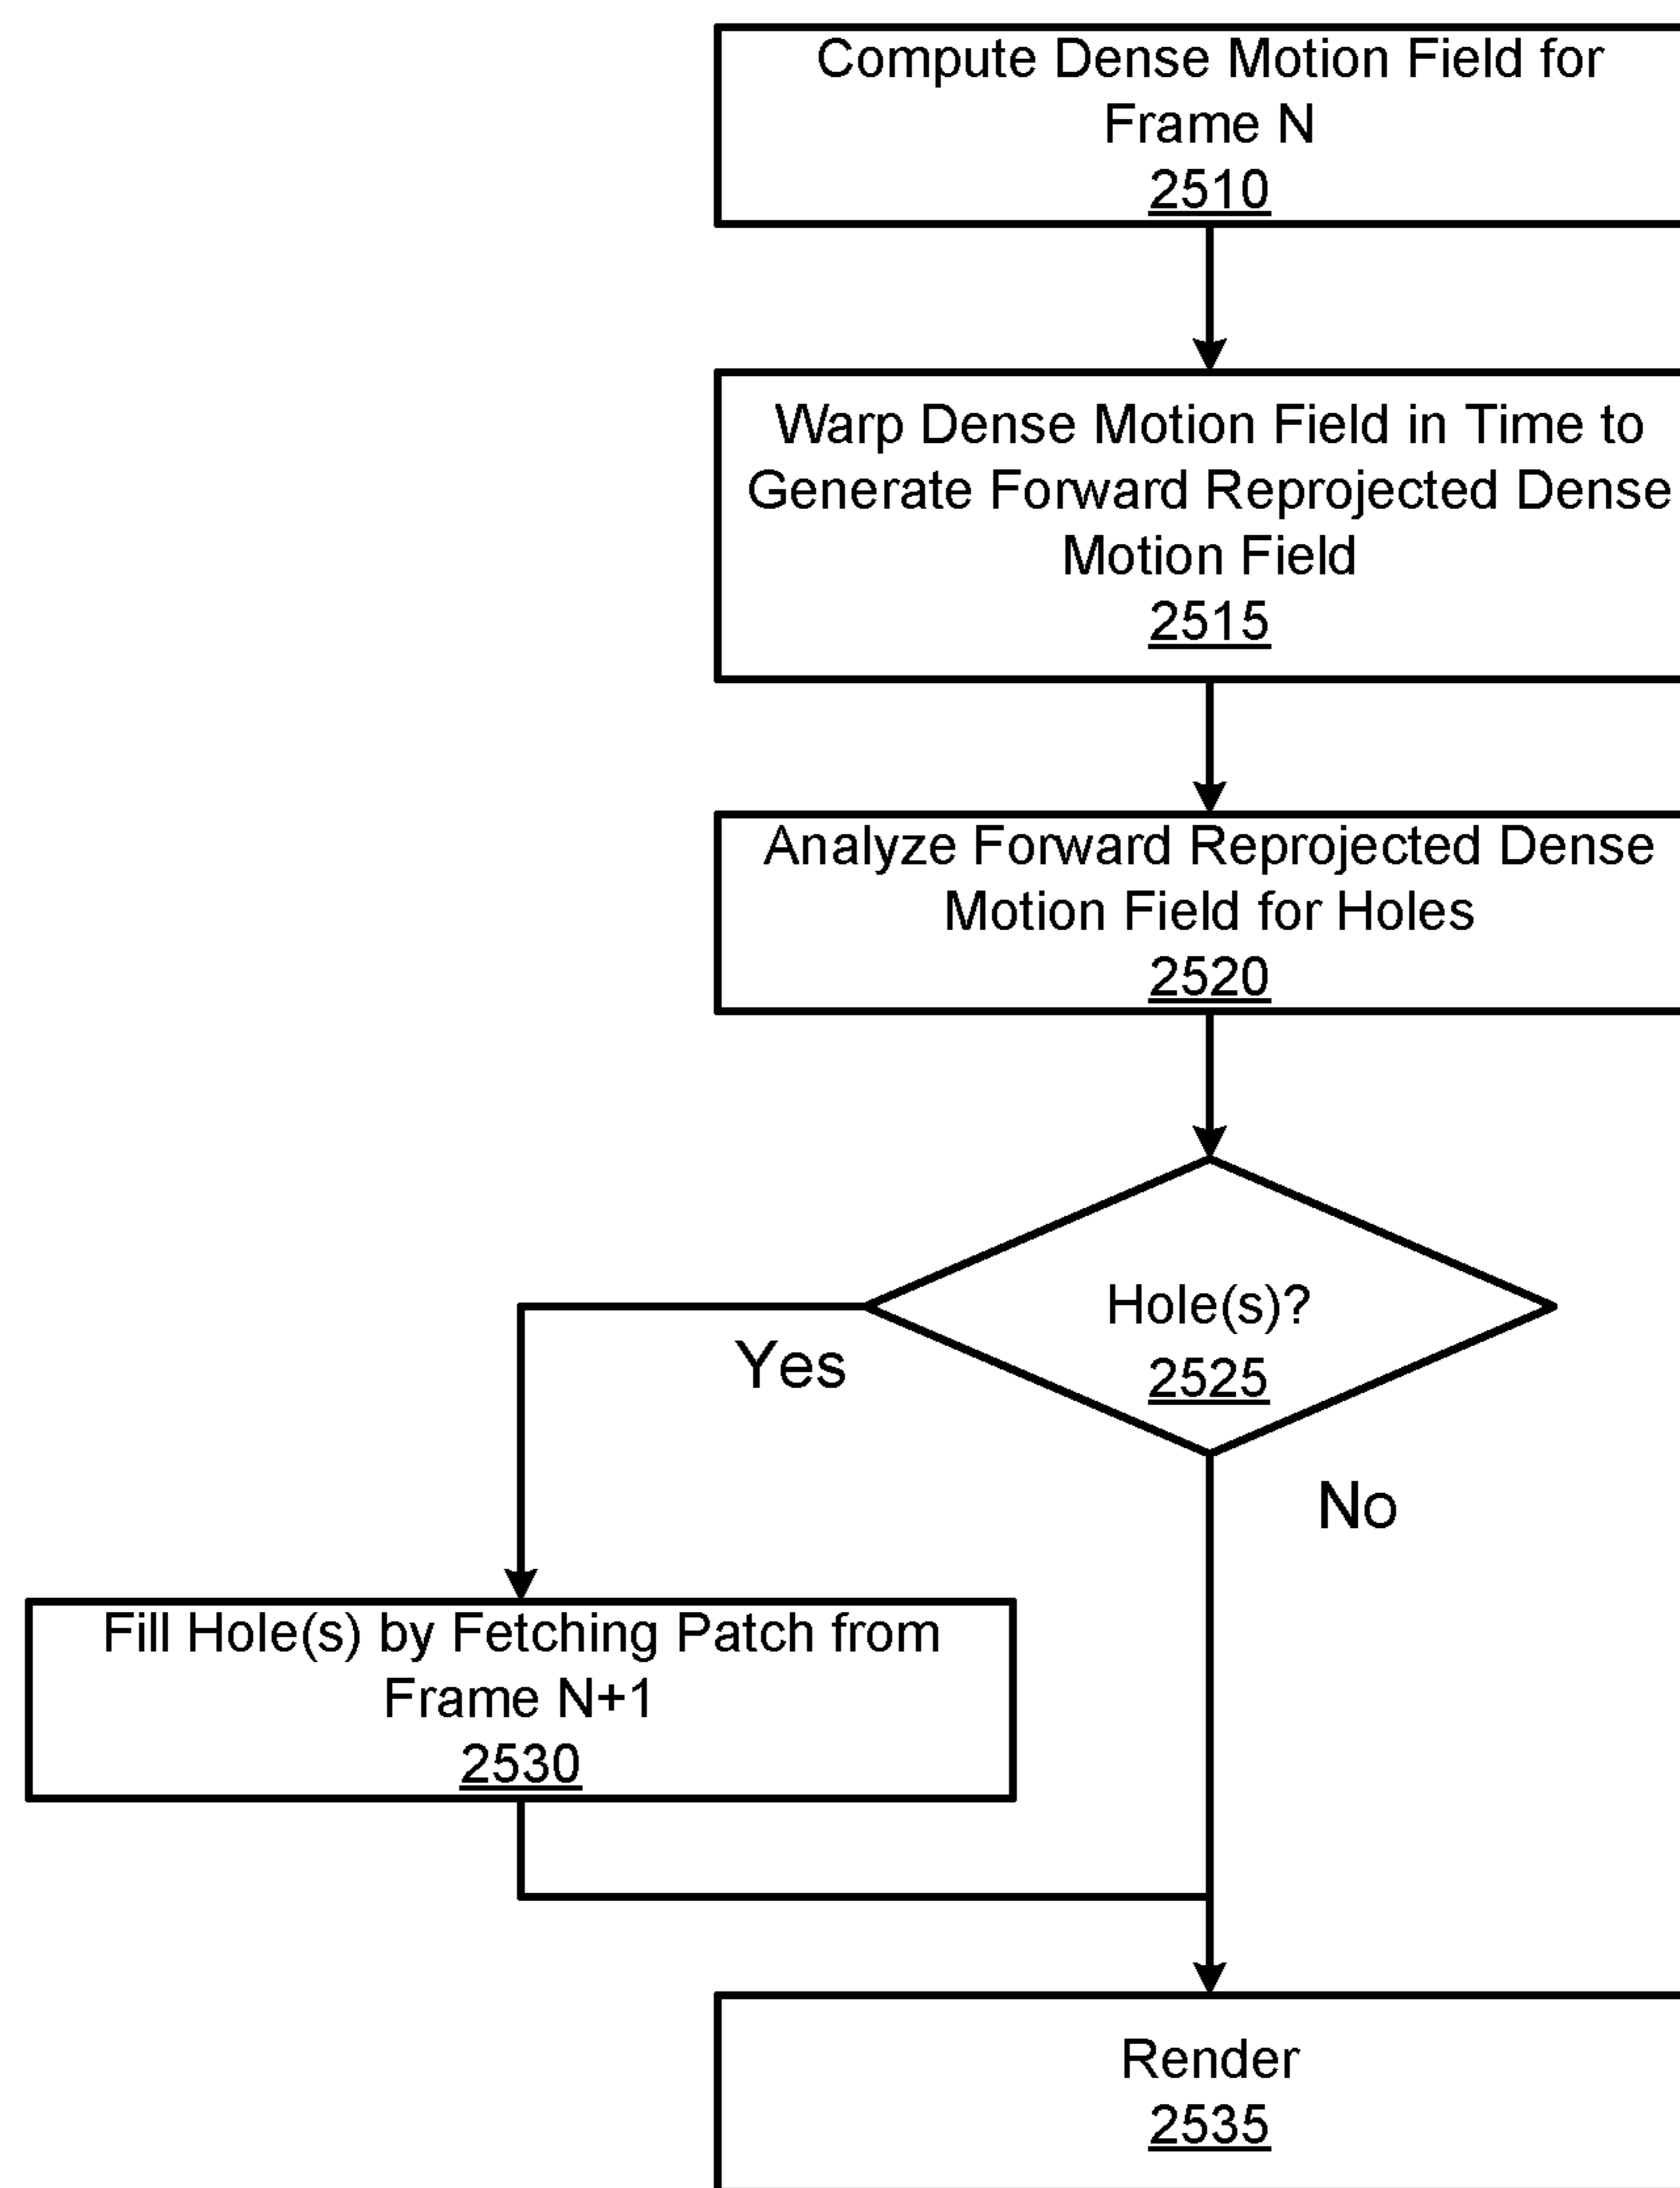 Compute Dense Motion Field for
Frame N
2510
Warp Dense Motion Field in Time to
Generate Forward Reprojected Dense
Motion Field
2515
Analyze Forward Reprojected Dense
Motion Field for Holes
2520
Hole(s)?
2525
Yes
No
Fill Hole(s) by Fetching Patch from
Frame N+1
2530
Render
2535